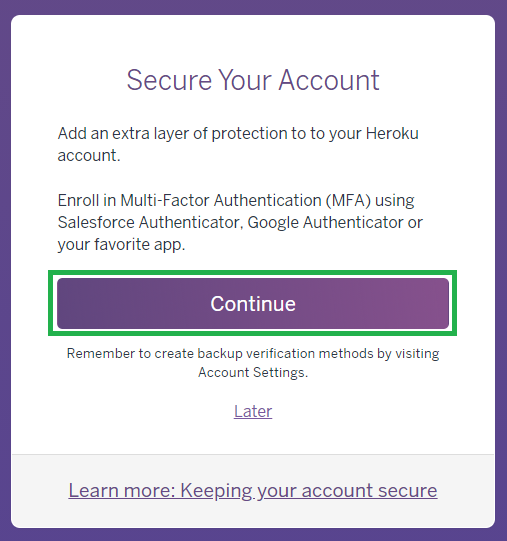 Secure Your Account
Add an extra layer of protection to to your Heroku
account.
Enroll in Multi-Factor Authentication (MFA) using
Salesforce Authenticator, Google Authenticator or
your favorite app.
Continue
Remember to create backup verification methods by visiting
Account Settings.
Later
Learn more: Keeping your account secure